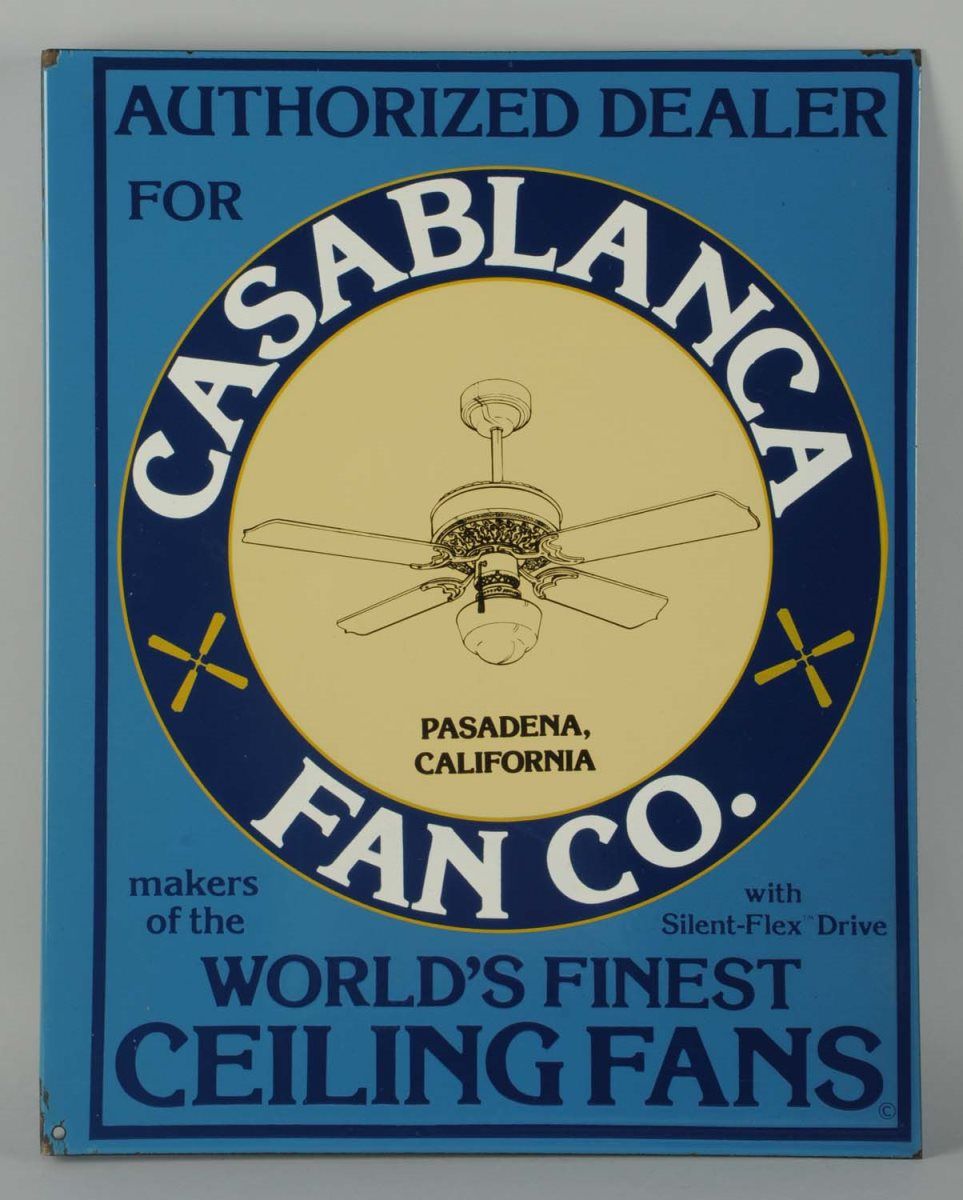 AUTHORIZED DEALER
FOR
CASABLANCA
PASADENA,
CALIFORNIA
FAN CO.
makers
of the
with
Silent-Flex™ Drive
WORLD'S FINEST
CEILING FANS
©